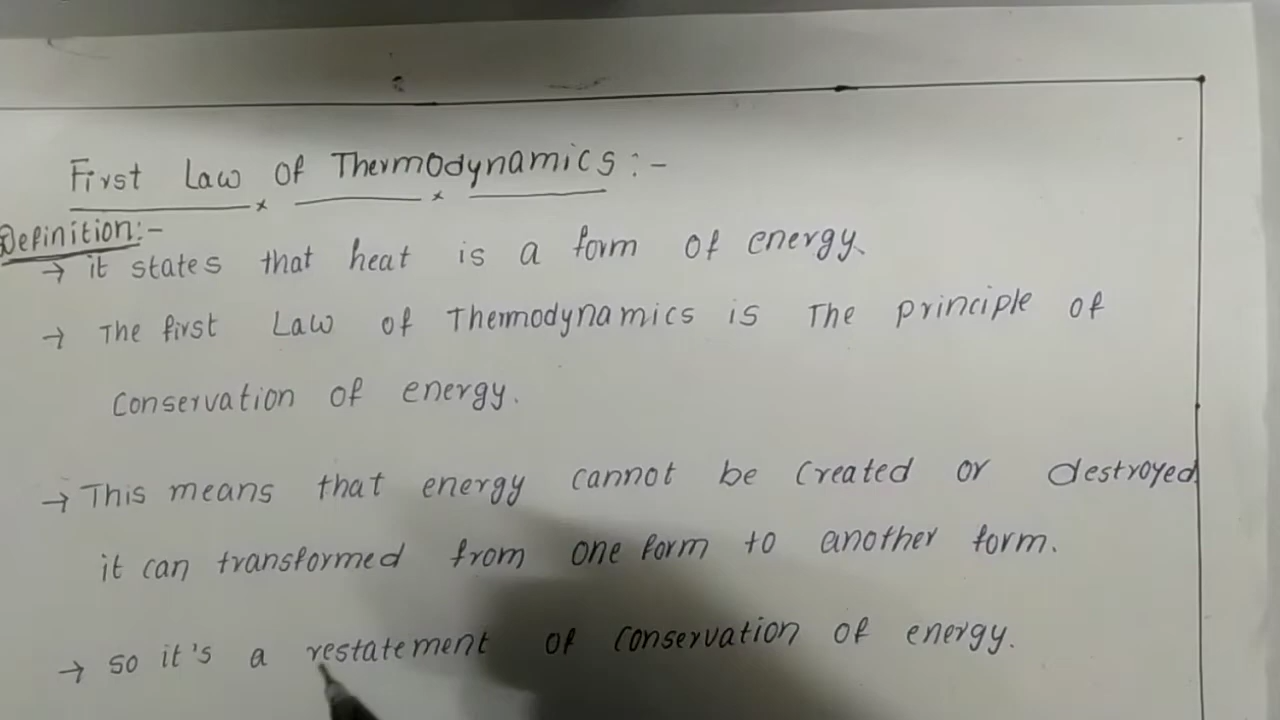 First Law of Thermodynamics:-
Definition:-
→ it states that heat is a form of energy.
→ The first Law of Thermodynamics is The principle of
conservation of energy.
→ This means that energy cannot be created or destroyed
it can transformed from one form to another form.
→ so it's a restatement of conservation of energy.